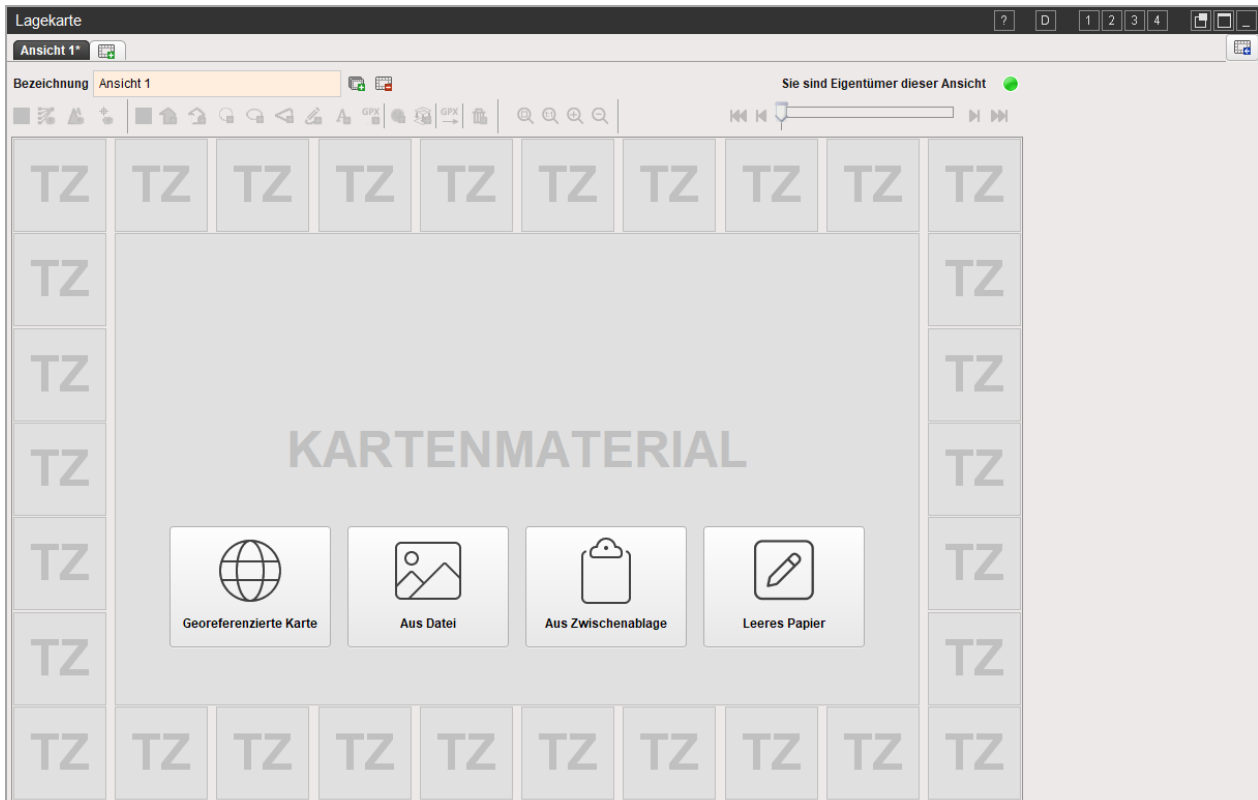 Lagekarte ? D 1 2 3 4
Ansicht 1*
Bezeichnung Ansicht 1 Sie sind Eigentümer dieser Ansicht
A GPX GPX 1:1
TZ TZ TZ TZ TZ TZ TZ TZ TZ TZ
TZ TZ
TZ TZ
KARTENMATERIAL
TZ TZ
TZ TZ
Georeferenzierte Karte Aus Datei Aus Zwischenablage Leeres Papier
TZ TZ
TZ TZ TZ TZ TZ TZ TZ TZ TZ TZ